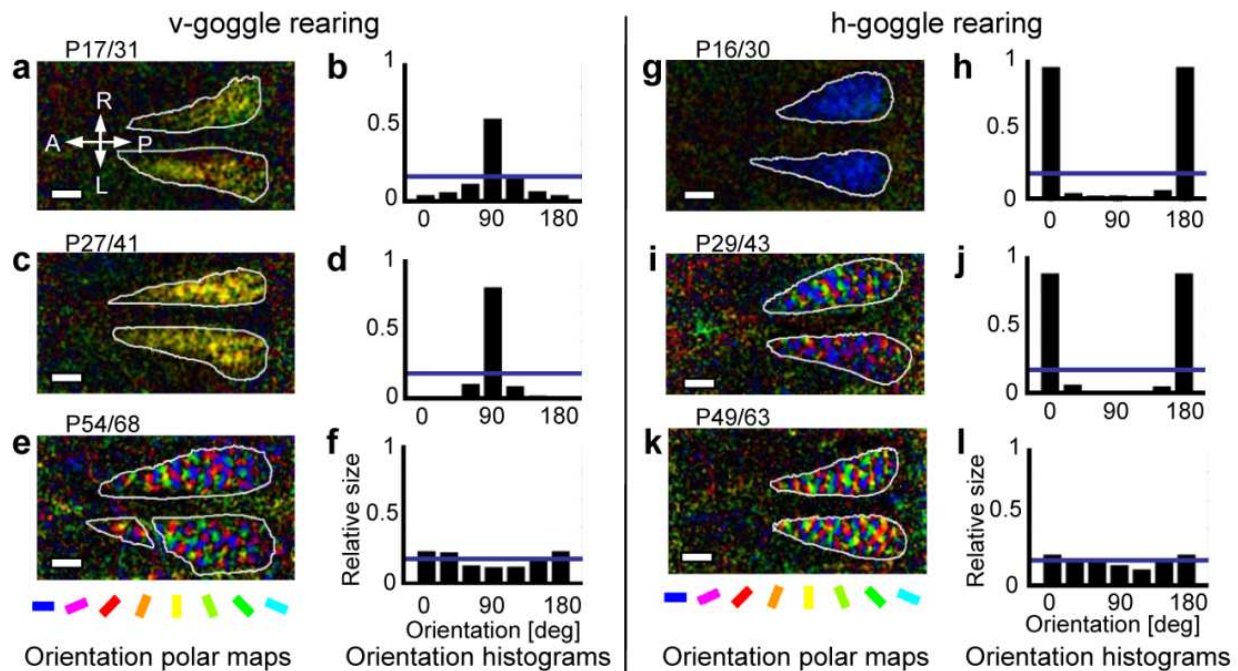 v-goggle rearing
h-goggle rearing
a
P17/31
R
A
P
L
b
1
0.5
0
0
90
180
g
P16/30
h
1
0.5
0
0
90
180
c
P27/41
d
1
0.5
0
0
90
180
i
P29/43
j
1
0.5
0
0
90
180
e
P54/68
f
Relative size
1
0.5
0
0
90
180
Orientation [deg]
k
P49/63
l
Relative size
1
0.5
0
0
90
180
Orientation [deg]
Orientation polar maps
Orientation histograms
Orientation polar maps
Orientation histograms